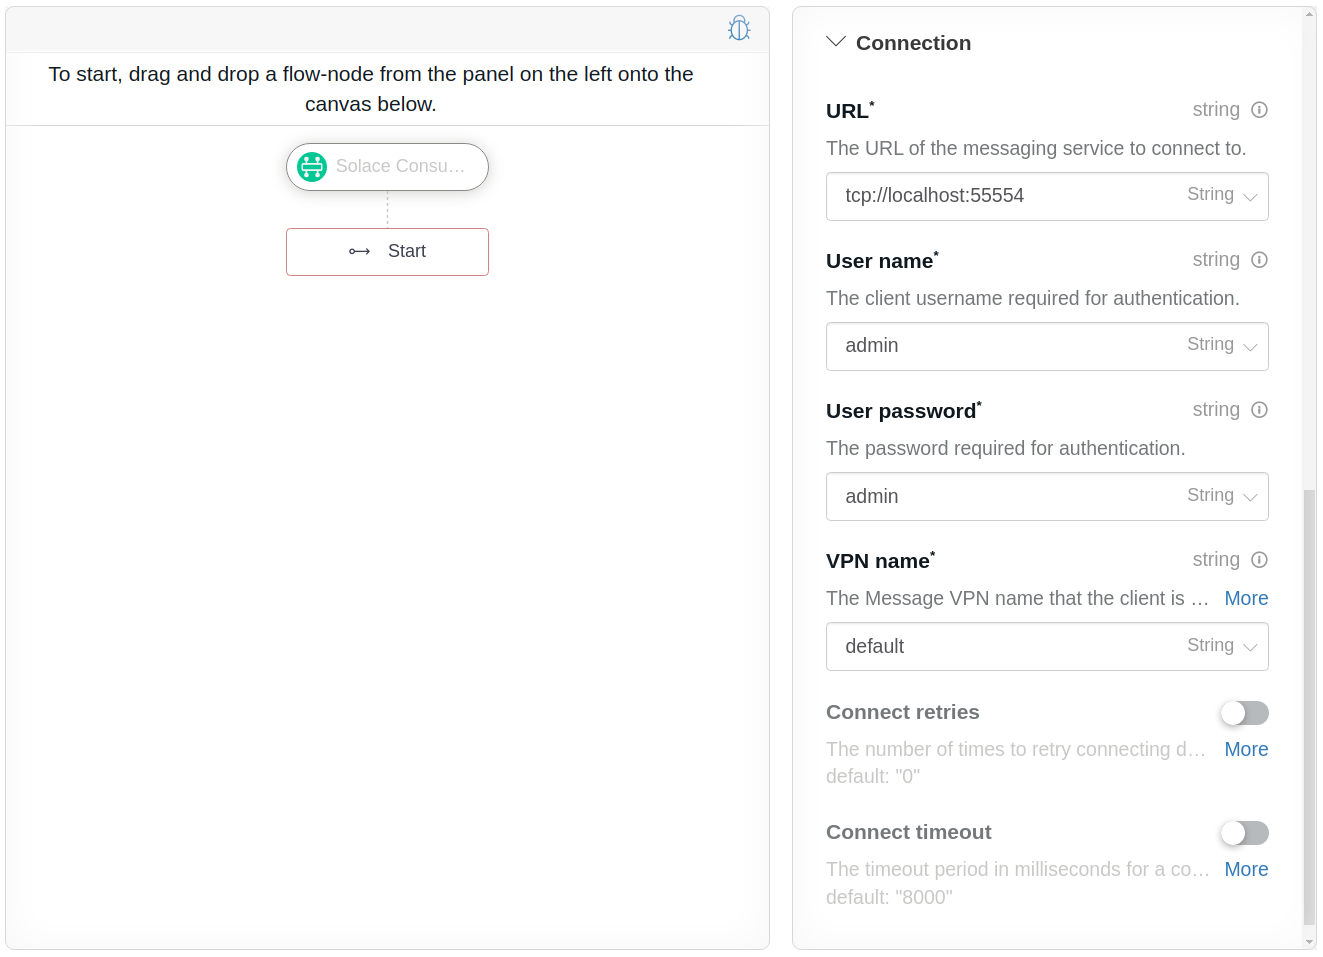 To start, drag and drop a flow-node from the panel on the left onto the
canvas below.
Solace Consu...
Start
Connection
URL* string
The URL of the messaging service to connect to.
tcp://localhost:55554 String
User name* string
The client username required for authentication.
admin String
User password* string
The password required for authentication.
admin String
VPN name* string
The Message VPN name that the client is ... More
default String
Connect retries
The number of times to retry connecting d... More
default: "0"
Connect timeout
The timeout period in milliseconds for a co... More
default: "8000"